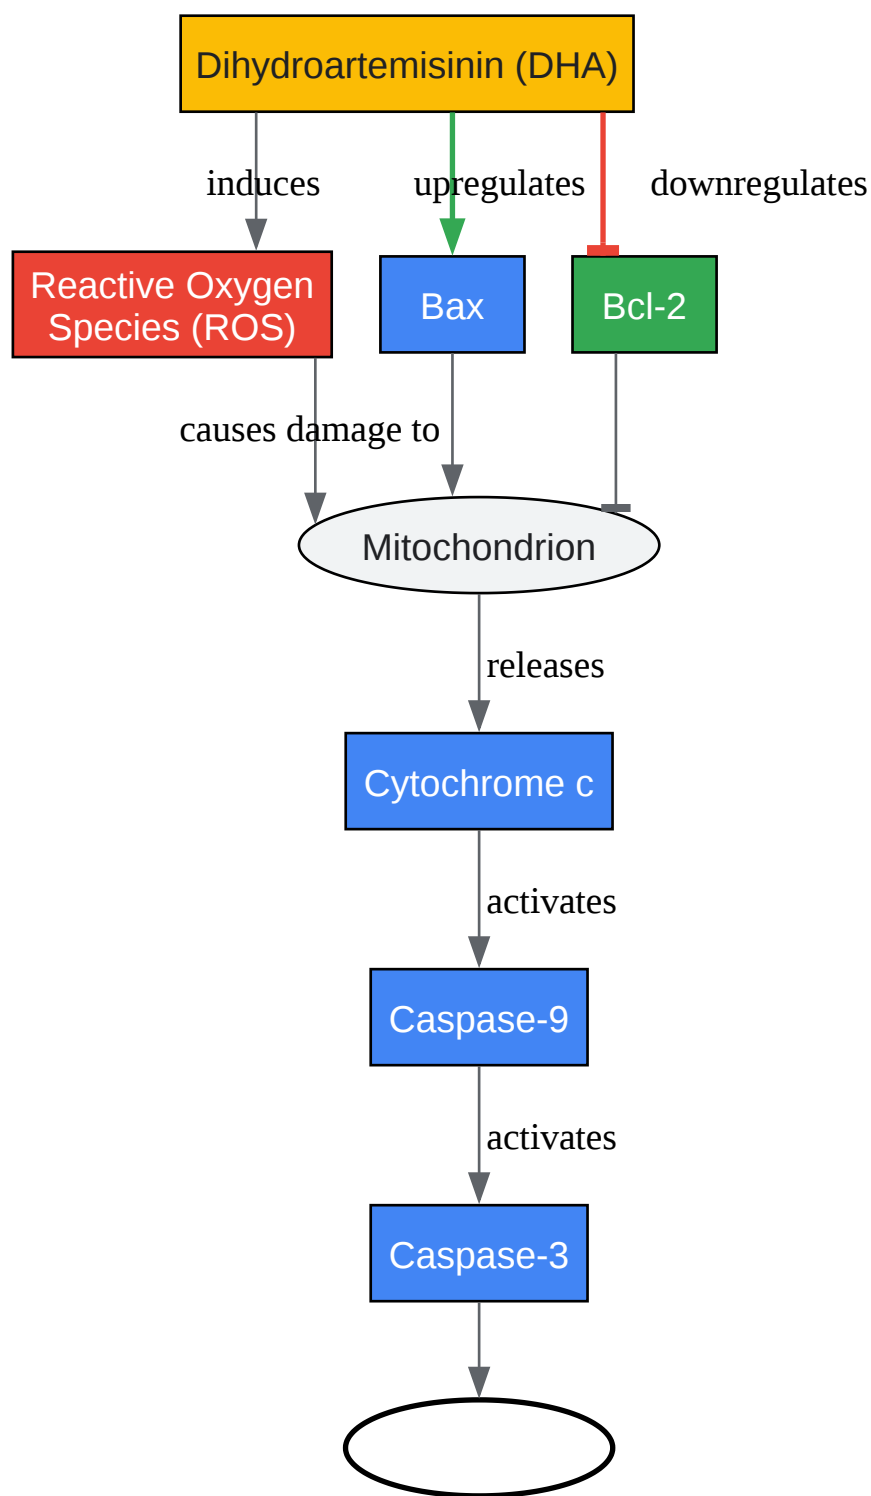 Dihydroartemisinin (DHA)
induces
upregulates
downregulates
Reactive Oxygen
Species (ROS)
Bax
Bcl-2
causes damage to
Mitochondrion
releases
Cytochrome c
activates
Caspase-9
activates
Caspase-3